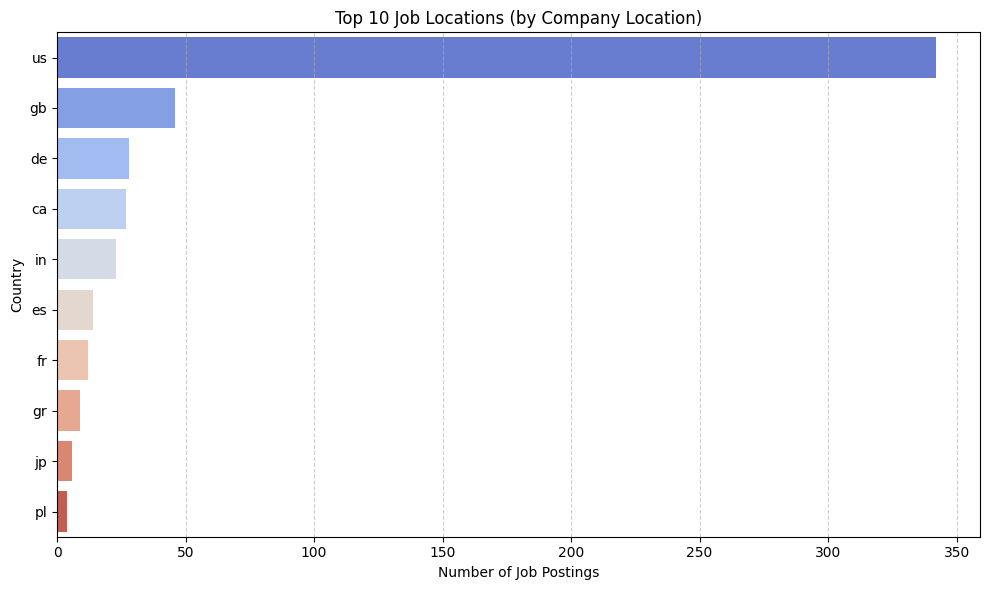 Top 10 Job Locations (by Company Location)
us
gb
de
ca
in
es
fr
gr
jp
pl
Country
0 50 100 150 200 250 300 350
Number of Job Postings